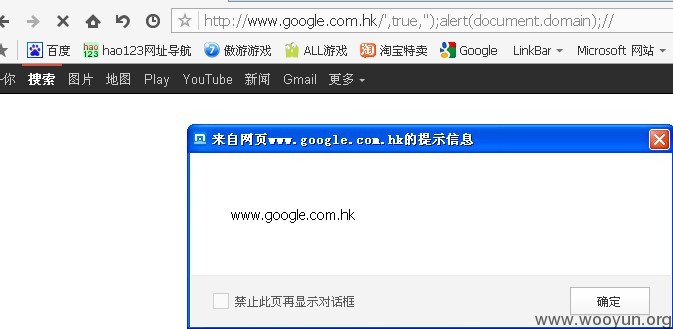 http://www.google.com.hk/',true,'');alert(document.domain);//
百度 hao123网址导航 傲游游戏 ALL游戏 淘宝特卖 Google LinkBar Microsoft 网站
你 搜索 图片 地图 Play YouTube 新闻 Gmail 更多
来自网页www.google.com.hk的提示信息
www.google.com.hk
禁止此页再显示对话框 确定
www.wooyun.org